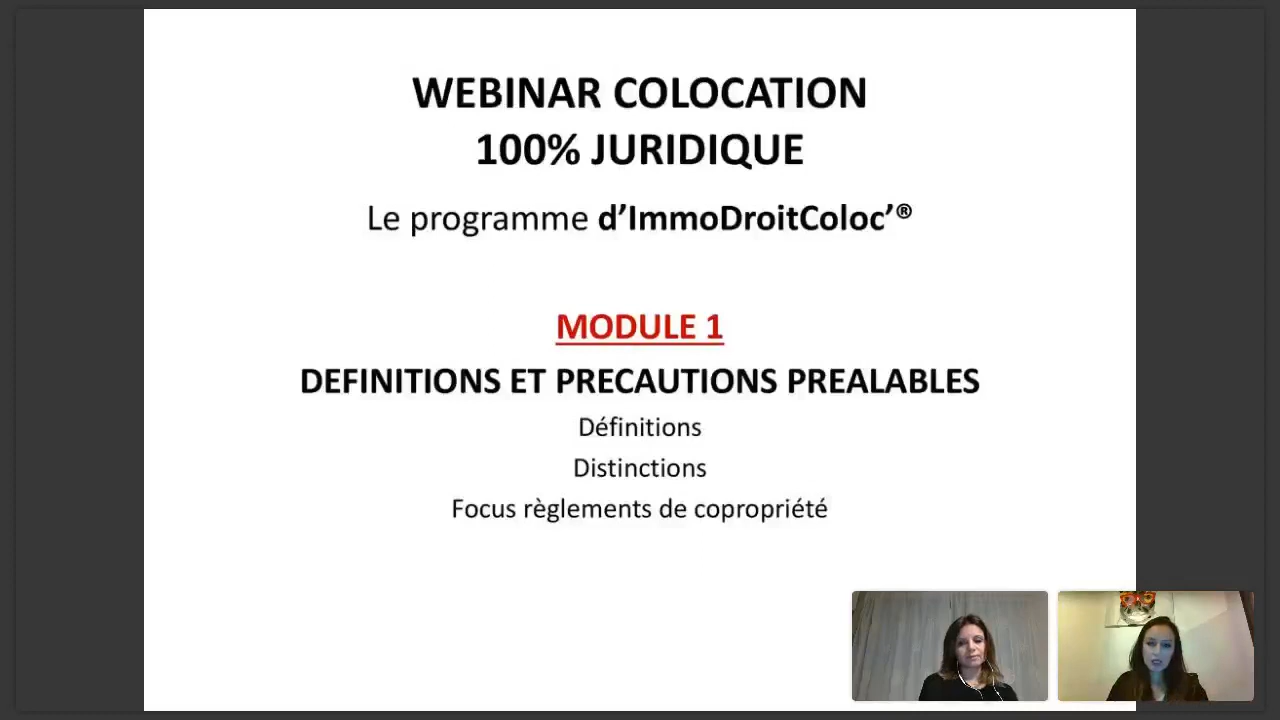 WEBINAR COLOCATION
100% JURIDIQUE
Le programme d’ImmoDroitColoc’®
MODULE 1
DEFINITIONS ET PRECAUTIONS PREALABLES
Définitions
Distinctions
Focus règlements de copropriété